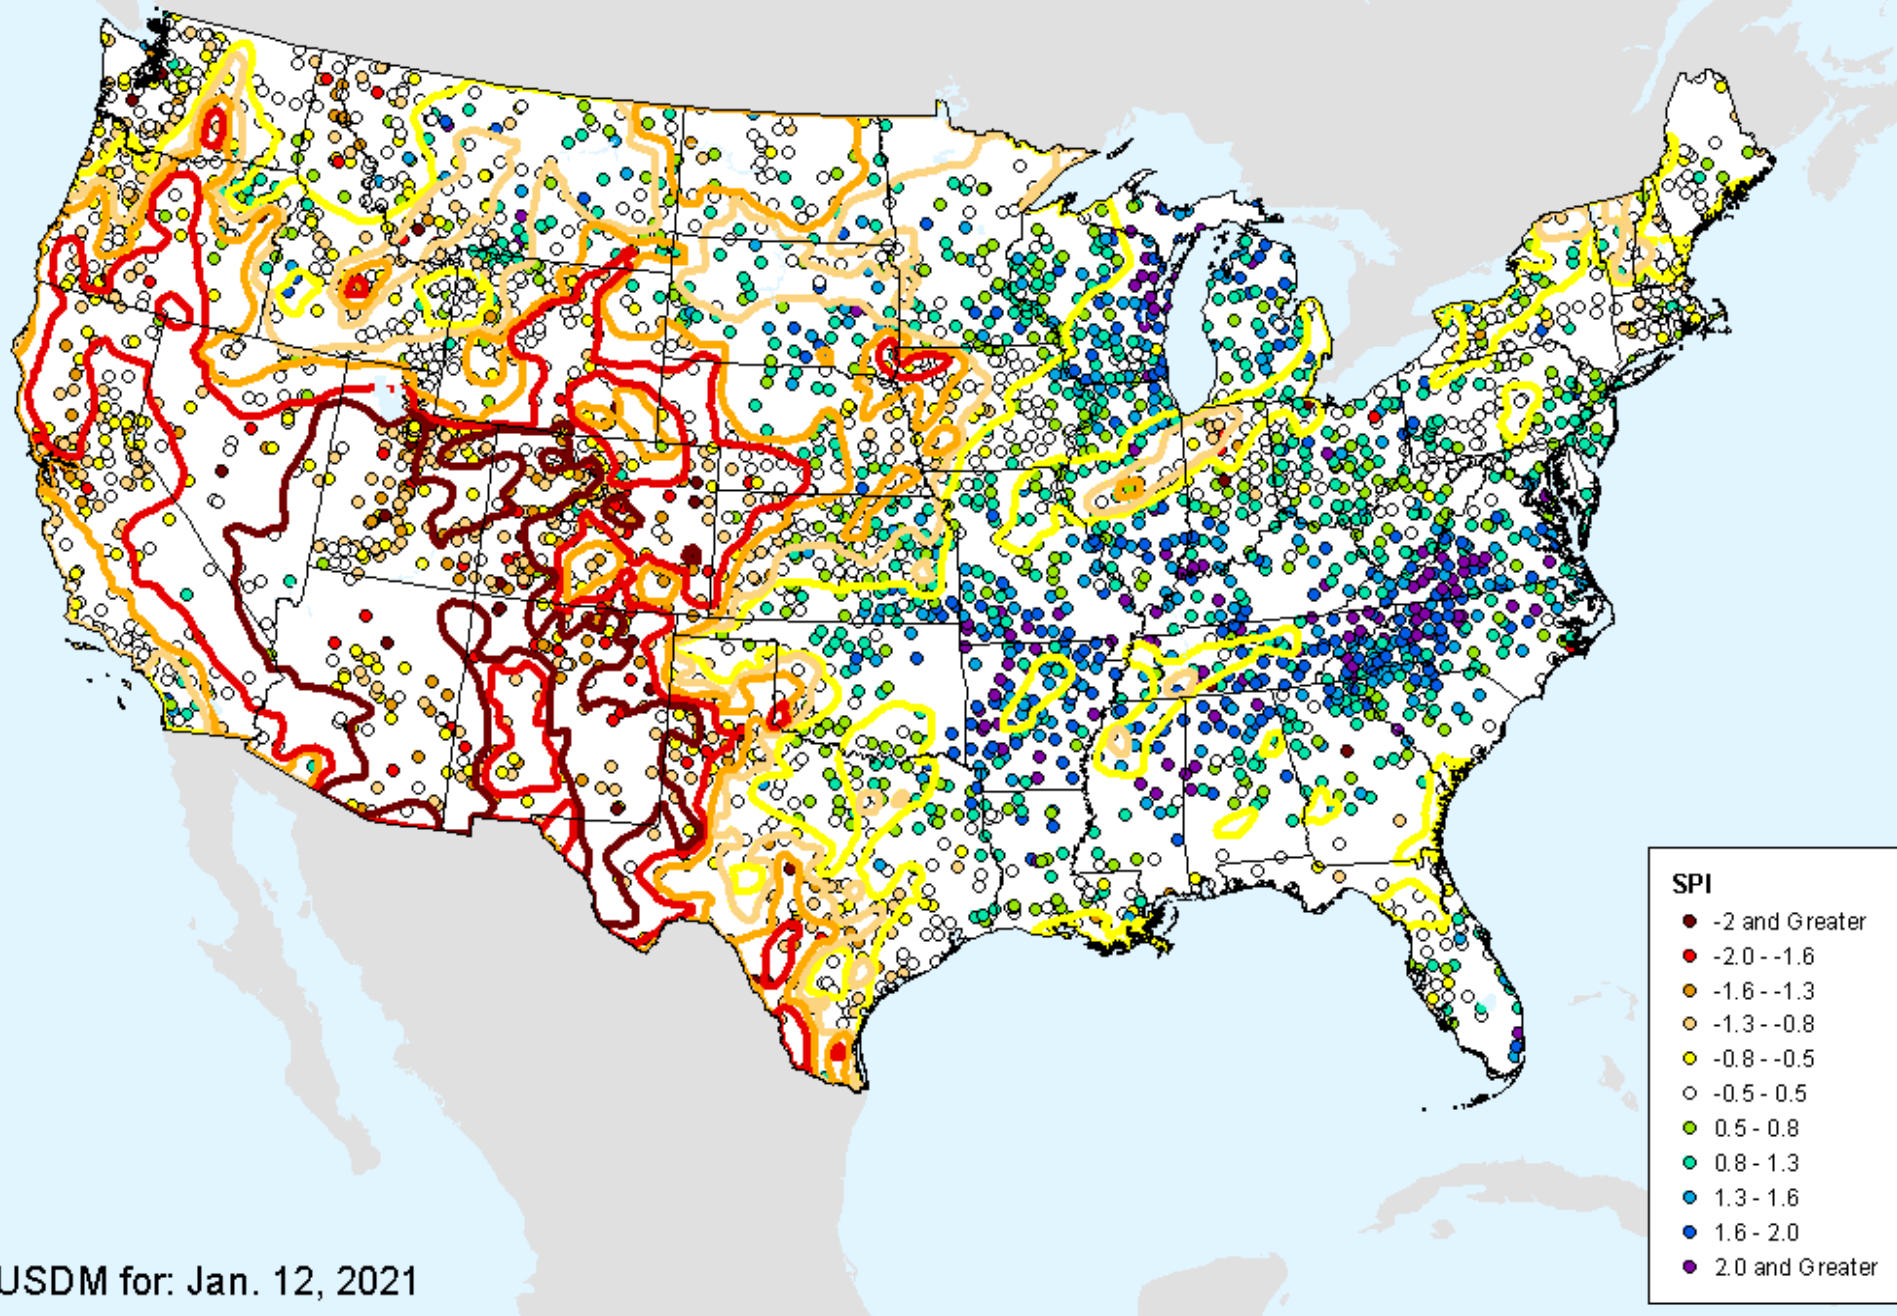 SPI
-2 and Greater
-2.0 - -1.6
-1.6 - -1.3
-1.3 - -0.8
-0.8 - -0.5
-0.5 - 0.5
0.5 - 0.8
0.8 - 1.3
1.3 - 1.6
1.6 - 2.0
2.0 and Greater
USDM for: Jan. 12, 2021